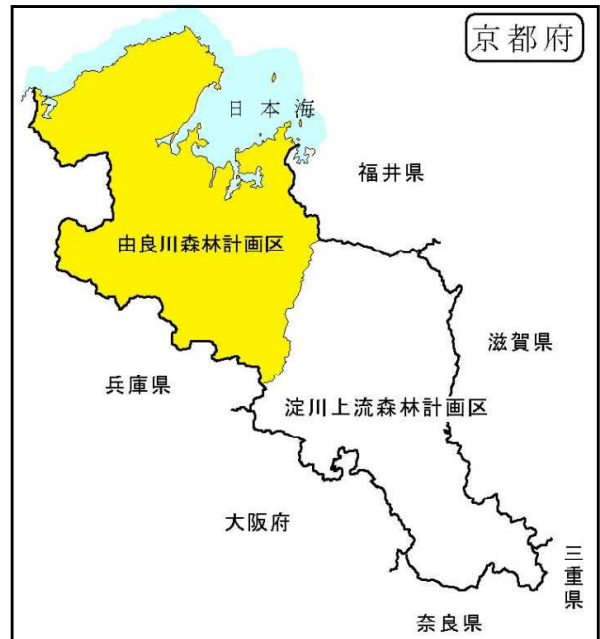 京都府
日本海
福井県
由良川森林計画区
滋賀県
兵庫県
淀川上流森林計画区
大阪府
三重県
奈良県